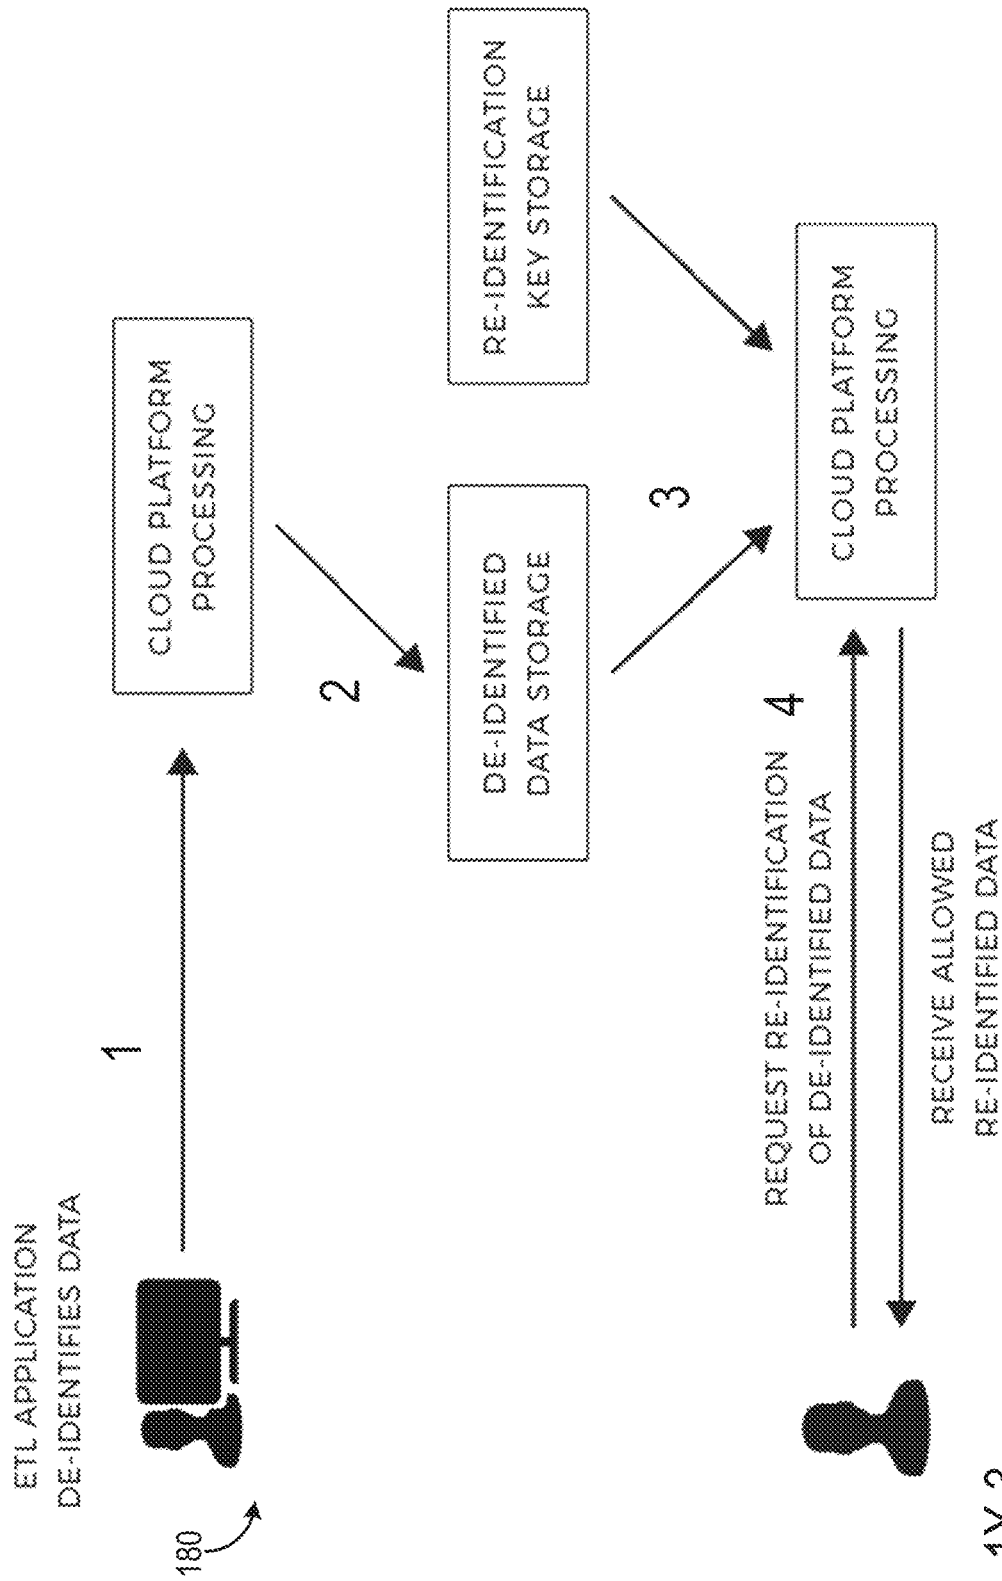 ETL APPLICATION
DE-IDENTIFIES DATA
180
1
CLOUD PLATFORM
PROCESSING
2
DE-IDENTIFIED
DATA STORAGE
RE-IDENTIFICATION
KEY STORAGE
3
REQUEST RE-IDENTIFICATION
OF DE-IDENTIFIED DATA
4
CLOUD PLATFORM
PROCESSING
RECEIVE ALLOWED
RE-IDENTIFIED DATA